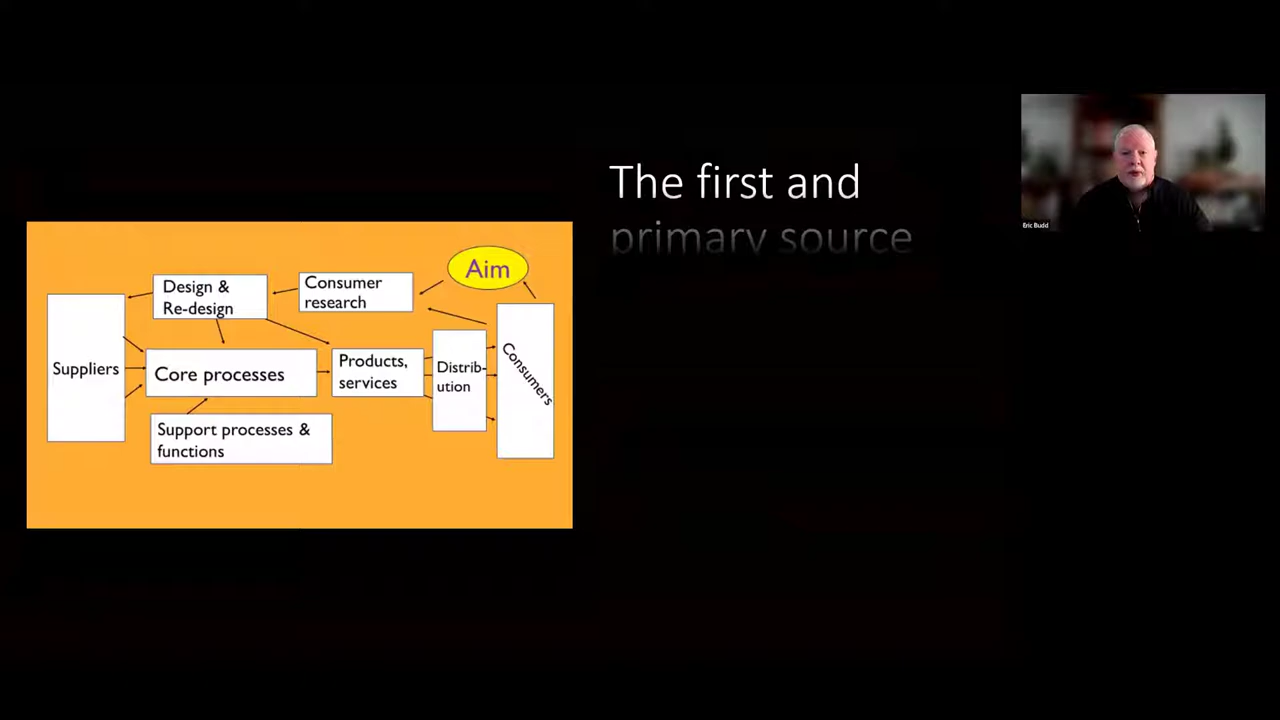 The first and
primary source
Eric Budd
Aim
Design &
Re-design
Consumer
research
Suppliers
Core processes
Products,
services
Distrib-
ution
Consumers
Support processes &
functions